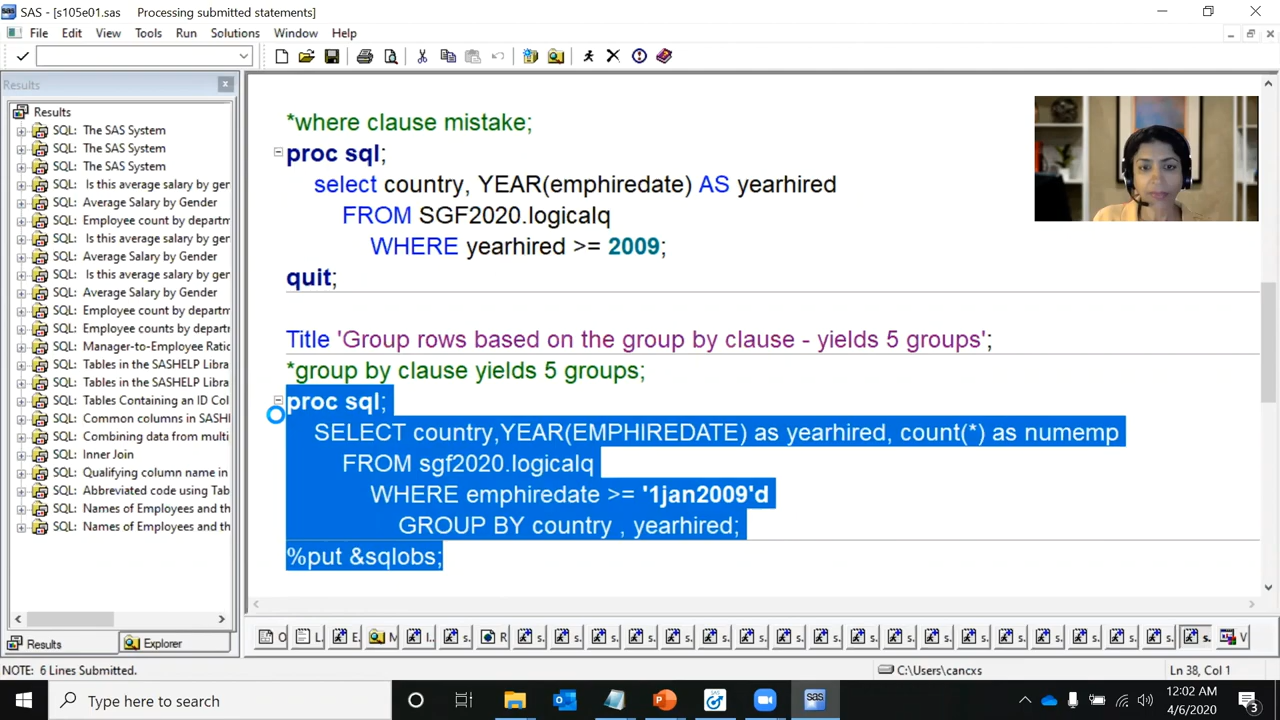 SAS - [s105e01.sas Processing submitted statements]
File Edit View Tools Run Solutions Window Help
Results
Results
SQL: The SAS System
SQL: The SAS System
SQL: The SAS System
SQL: Is this average salary by ger
SQL: Average Salary by Gender
SQL: Employee count by departm
SQL: Is this average salary by ger
SQL: Average Salary by Gender
SQL: Is this average salary by ger
SQL: Average Salary by Gender
SQL: Employee count by departm
SQL: Employee counts by depart
SQL: Manager-to-Employee Ratic
SQL: Tables in the SASHELP Libra
SQL: Tables in the SASHELP Libra
SQL: Tables Containing an ID Col
SQL: Common columns in SASHE
SQL: Combining data from multi
SQL: Inner Join
SQL: Qualifying column name in
SQL: Abbreviated code using Tab
SQL: Names of Employees and th
SQL: Names of Employees and th
*where clause mistake;
proc sql;
select country, YEAR(emphiredate) AS yearhired
FROM SGF2020.logicalq
WHERE yearhired >= 2009;
quit;
Title 'Group rows based on the group by clause - yields 5 groups';
*group by clause yields 5 groups;
proc sql;
SELECT country,YEAR(EMPHIREDATE) as yearhired, count(*) as numemp
FROM sgf2020.logicalq
WHERE emphiredate >= '1jan2009'd
GROUP BY country , yearhired;
%put &sqlobs;
Results Explorer
O L E. M I. s. R s. s. s. s. s. s. s. s. s. s. s. s. s. s. s. s. s. s. s. V
NOTE: 6 Lines Submitted. C:\Users\cancxs Ln 38, Col 1
Type here to search
sas
12:02 AM
4/6/2020
3